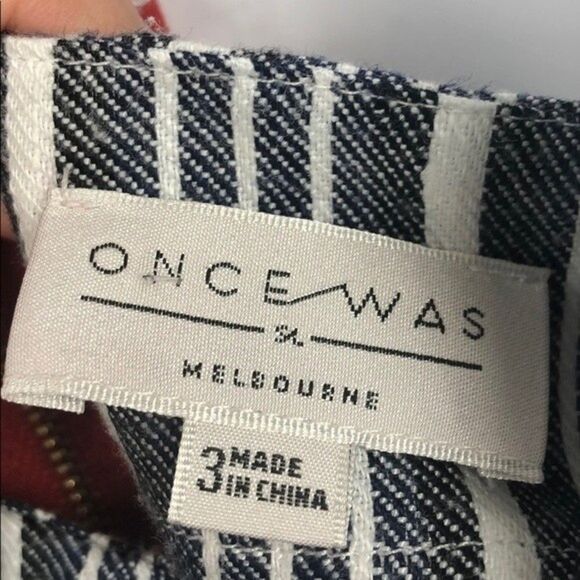 ONCE WAS
MELBOURNE
3 MADE
IN CHINA